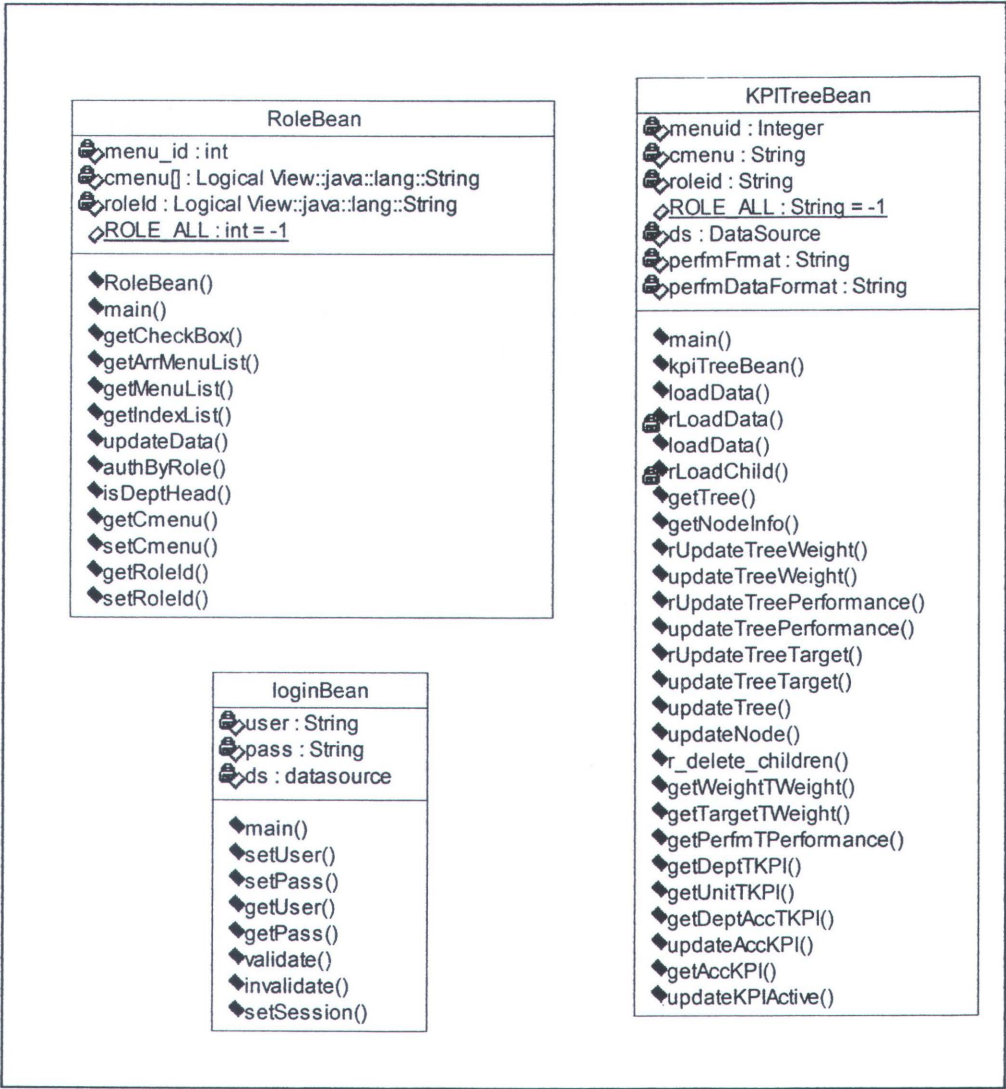 RoleBean
menu_id : int
cmenu[] : Logical View::java::lang::String
roleId : Logical View::java::lang::String
ROLE_ALL : int = -1
RoleBean()
main()
getCheckBox()
getArrMenuList()
getMenuList()
getIndexList()
updateData()
authByRole()
isDeptHead()
getCmenu()
setCmenu()
getRoleId()
setRoleId()
loginBean
user : String
pass : String
ds : datasource
main()
setUser()
setPass()
getUser()
getPass()
validate()
invalidate()
setSession()
KPITreeBean
menuid : Integer
cmenu : String
roleid : String
ROLE_ALL : String = -1
ds : DataSource
perfmFrmat : String
perfmDataFormat : String
main()
kpiTreeBean()
loadData()
rLoadData()
loadData()
rLoadChild()
getTree()
getNodeInfo()
rUpdateTreeWeight()
updateTreeWeight()
rUpdateTreePerformance()
updateTreePerformance()
rUpdateTreeTarget()
updateTreeTarget()
updateTree()
updateNode()
r_delete_children()
getWeightTWeight()
getTargetTWeight()
getPerfmTPerformance()
getDeptTKPI()
getUnitTKPI()
getDeptAccTKPI()
updateAccKPI()
getAccKPI()
updateKPIActive()